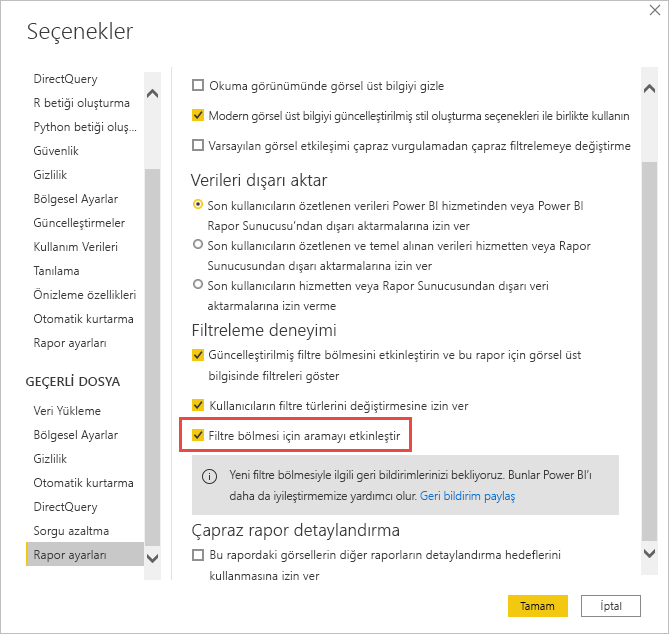 Seçenekler
DirectQuery
R betiği oluşturma
Python betiği oluş...
Güvenlik
Gizlilik
Bölgesel Ayarlar
Güncelleştirmeler
Kullanım Verileri
Tanılama
Önizleme özellikleri
Otomatik kurtarma
Rapor ayarları
GEÇERLİ DOSYA
Veri Yükleme
Bölgesel Ayarlar
Gizlilik
Otomatik kurtarma
DirectQuery
Sorgu azaltma
Rapor ayarları
Okuma görünümünde görsel üst bilgiyi gizle
Modern görsel üst bilgiyi güncelleştirilmiş stil oluşturma seçenekleri ile birlikte kullanın
Varsayılan görsel etkileşimi çapraz vurgulamadan çapraz filtrelemeye değiştirme
Verileri dışarı aktar
Son kullanıcıların özetlenen verileri Power BI hizmetinden veya Power BI
Rapor Sunucusu'ndan dışarı aktarmalarına izin ver
Son kullanıcıların özetlenen ve temel alınan verileri hizmetten veya Rapor
Sunucusundan dışarı aktarmalarına izin ver
Son kullanıcıların hizmetten veya Rapor Sunucusundan dışarı veri
aktarmalarına izin verme
Filtreleme deneyimi
Güncelleştirilmiş filtre bölmesini etkinleştirin ve bu rapor için görsel üst
bilgisinde filtreleri göster
Kullanıcıların filtre türlerini değiştirmesine izin ver
Filtre bölmesi için aramayı etkinleştir
Yeni filtre bölmesiyle ilgili geri bildirimlerinizi bekliyoruz. Bunlar Power BI'ı
daha da iyileştirmemize yardımcı olur. Geri bildirim paylaş
Çapraz rapor detaylandırma
Bu rapordaki görsellerin diğer raporların detaylandırma hedeflerini
kullanmasına izin ver
Tamam
İptal